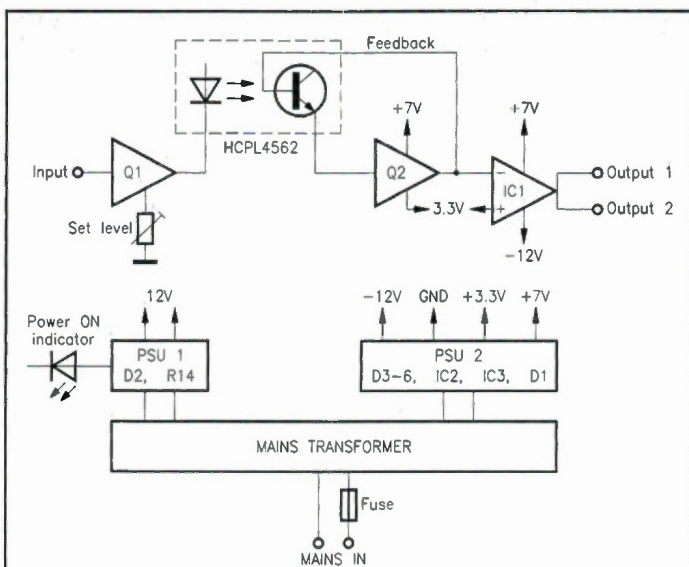 Feedback
HCPL4562
+7V
+7V
Input
Q1
Q2
IC1
Output 1
Output 2
Set level
3.3V
-12V
12V
-12V
GND
+3.3V
+7V
Power ON
indicator
PSU 1
D2, R14
PSU 2
D3-6, IC2, IC3, D1
MAINS TRANSFORMER
Fuse
MAINS IN